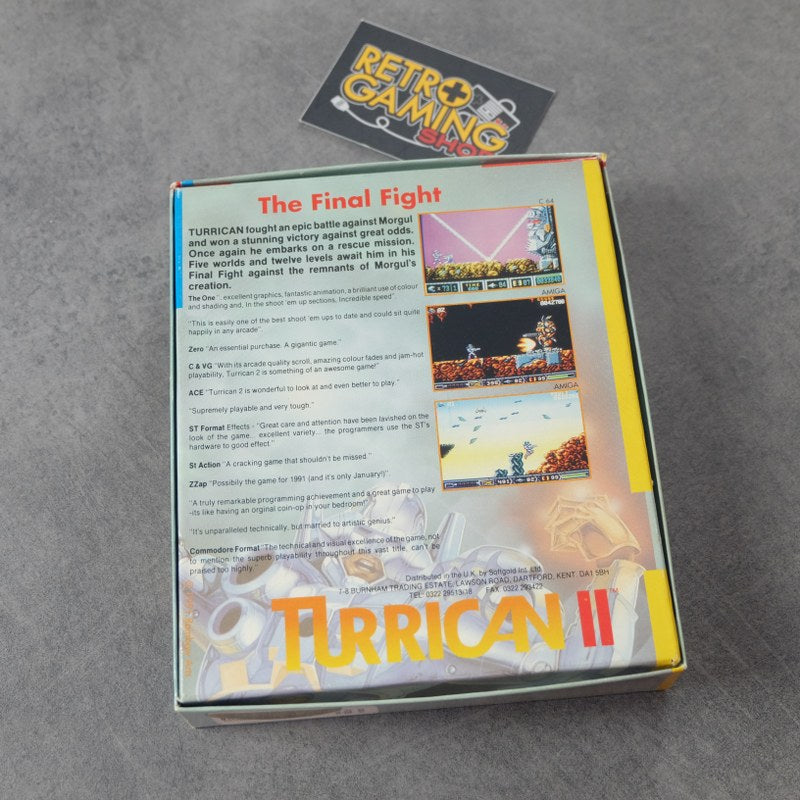 RETRO
GAMING
SHOP
The Final Fight
TURRICAN fought an epic battle against Morgul
and won a stunning victory against great odds.
Once again he embarks on a rescue mission.
Five worlds and twelve levels await him in his
Final Fight against the remnants of Morgul's
creation.
The One "..excellent graphics, fantastic animation, a brilliant use of colour
and shading and, In the shoot 'em up sections, Incredible speed"
"This is easily one of the best shoot 'em ups to date and could sit quite
happily in any arcade".
Zero "An essential purchase. A gigantic game."
C & VG "With its arcade quality scroll, amazing colour fades and jam-hot
playability, Turrican 2 is something of an awesome game!"
ACE "Turrican 2 is wonderful to look at and even better to play."
"Supremely playable and very tough."
ST Format Effects - "Great care and attention have been lavished on the
look of the game... excellent variety... the programmers use the ST's
hardware to good effect."
St Action "A cracking game that shouldn't be missed."
ZZap "Possibily the game for 1991 (and it's only January!)"
"A truly remarkable programming achievement and a great game to play
-its like having an orginal coin-op in your bedroom!"
"It's unparalleled technically, but married to artistic genius."
Commodore Format "The technical and visual excellence of the game, not
to mention the superb playability throughout this vast title, can't be
praised too highly."
C 64
AMIGA
AMIGA
Distributed in the U.K. by Softgold Int. Ltd
7-8 BURNHAM TRADING ESTATE, LAWSON ROAD, DARTFORD, KENT. DA1 5BH
TURRICAN II™